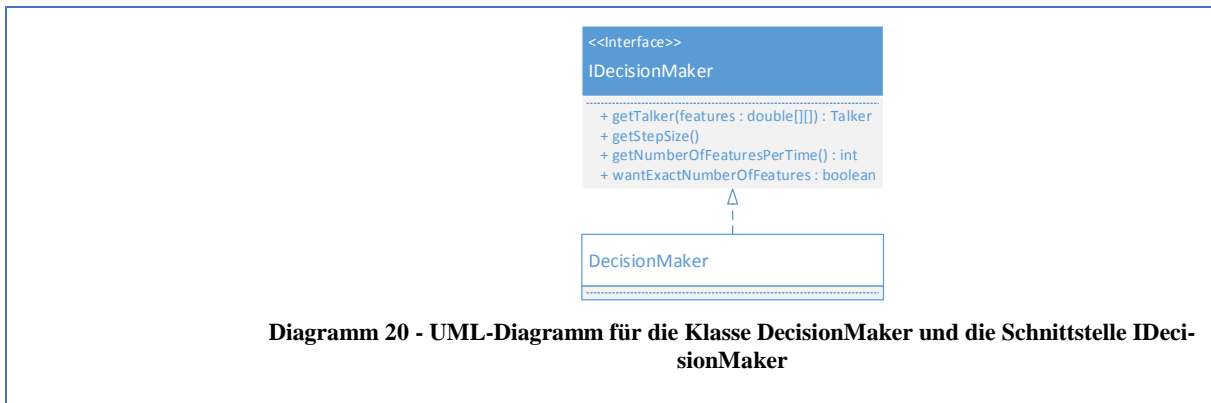 <<Interface>>
IDecisionMaker
+ getTalker(features : double[][]) : Talker
+ getStepSize()
+ getNumberOfFeaturesPerTime() : int
+ wantExactNumberOfFeatures : boolean
DecisionMaker
Diagramm 20 - UML-Diagramm für die Klasse DecisionMaker und die Schnittstelle IDeci-
sionMaker